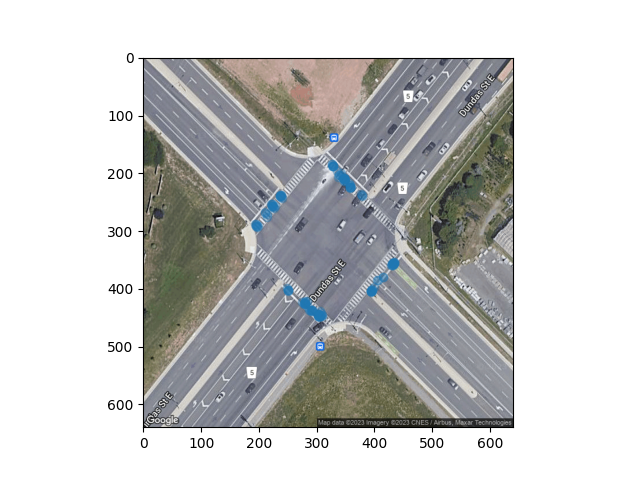 0
100
200
300
400
500
600
5
Dundas St E
5
Dundas St E
5
as St E
Google
Map data ©2023 Imagery ©2023 CNES / Airbus, Maxar Technologies
0 100 200 300 400 500 600